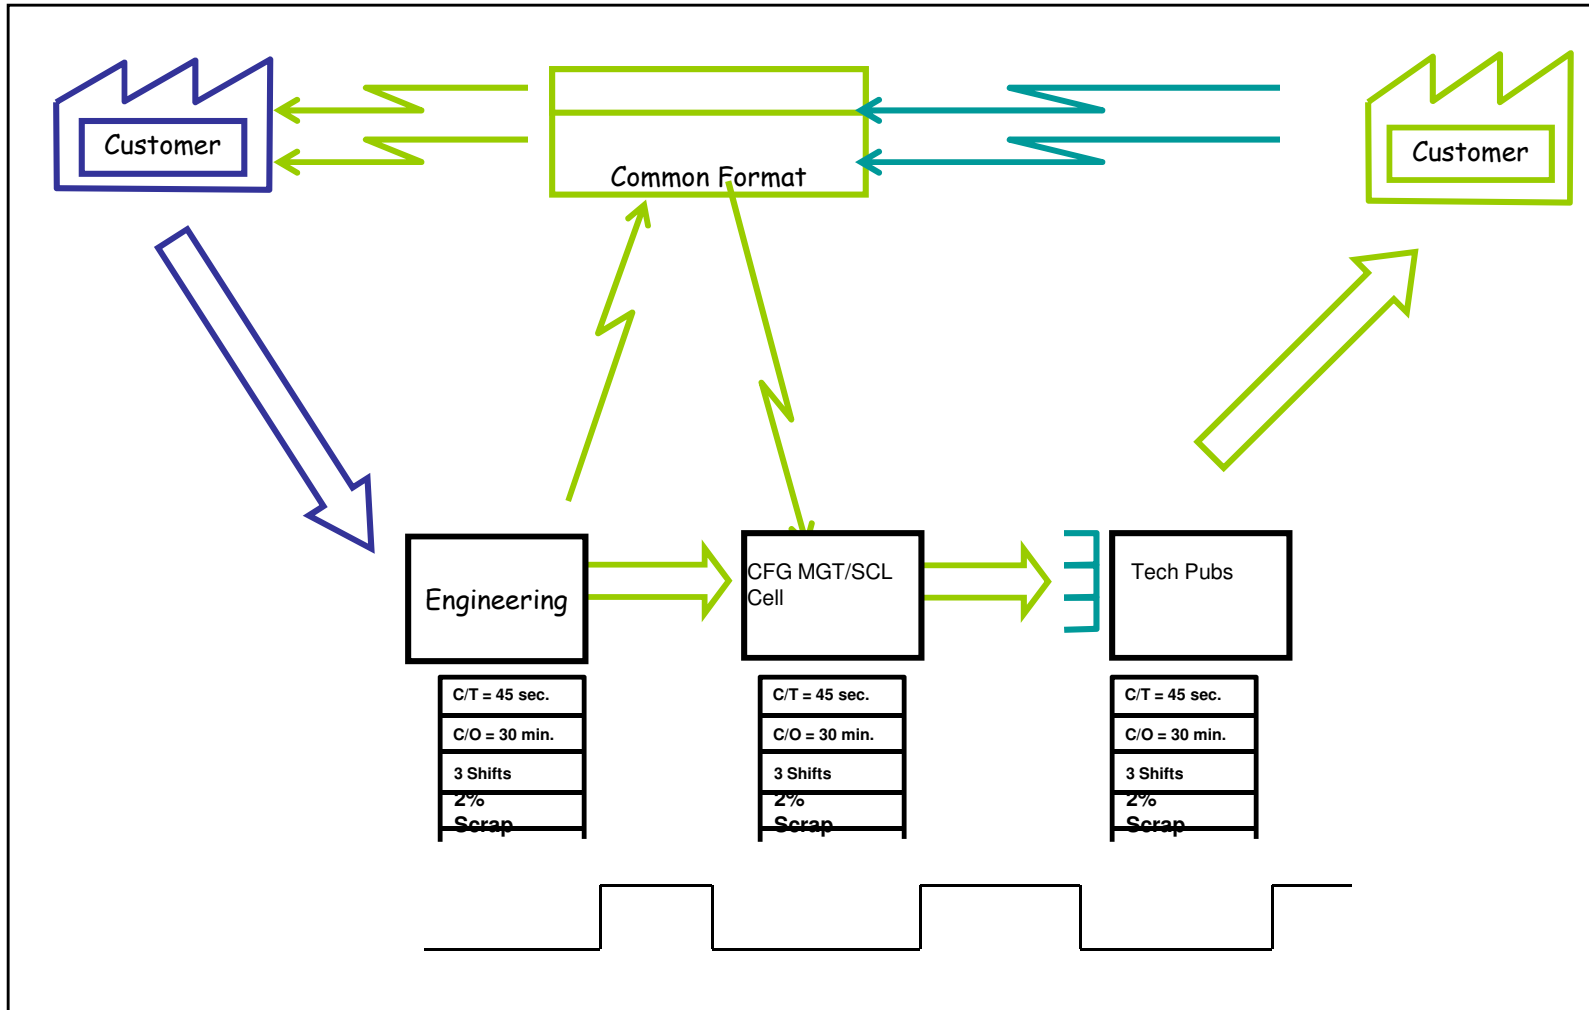 Customer
Common Format
Customer
Engineering
CFG MGT/SCL
Cell
Tech Pubs
C/T = 45 sec.
C/O = 30 min.
3 Shifts
2%
Scrap
C/T = 45 sec.
C/O = 30 min.
3 Shifts
2%
Scrap
C/T = 45 sec.
C/O = 30 min.
3 Shifts
2%
Scrap